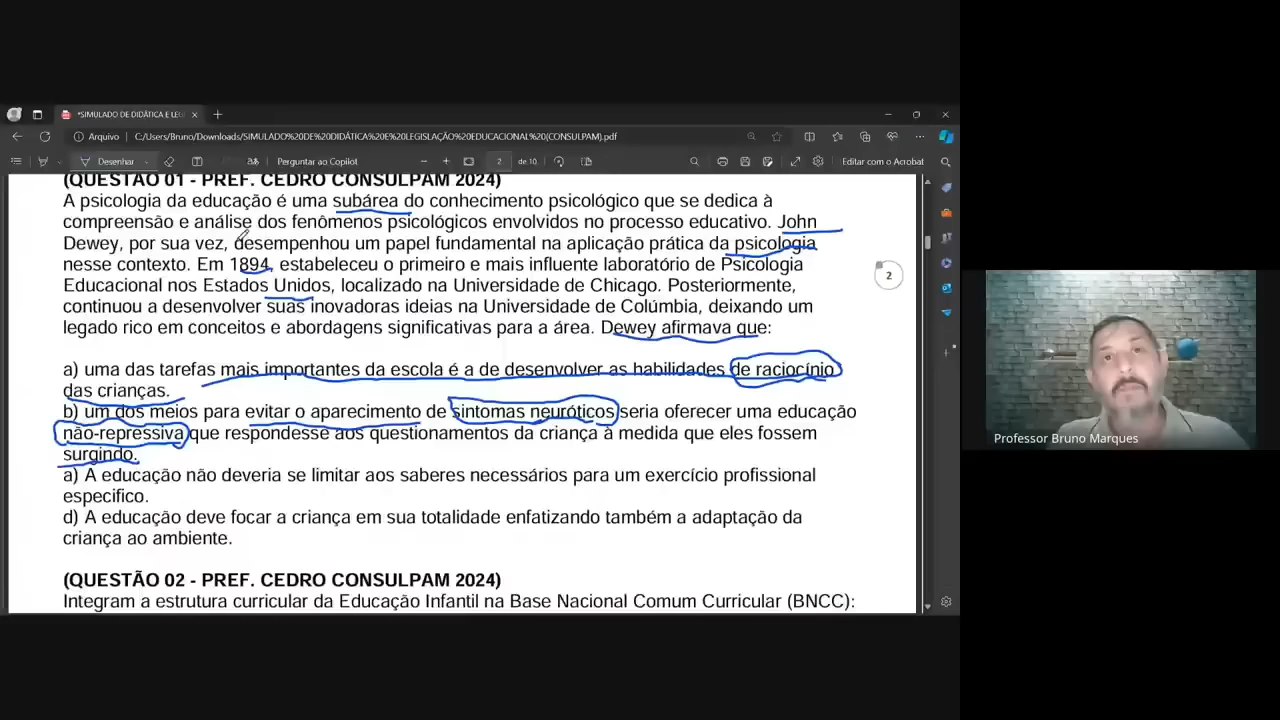 *SIMULADO DE DIDÁTICA E LEG
Arquivo C:/Users/Bruno/Downloads/SIMULADO%20DE%20DIDÁTICA%20E%20LEGISLAÇÃO%20EDUCACIONAL%20(CONSULPAM).pdf
Desenhar Perguntar ao Copilot 2 de 10 Editar com o Acrobat
(QUESTÃO 01 - PREF. CEDRO CONSULPAM 2024)
A psicologia da educação é uma subárea do conhecimento psicológico que se dedica à
compreensão e análise dos fenômenos psicológicos envolvidos no processo educativo. John
Dewey, por sua vez, desempenhou um papel fundamental na aplicação prática da psicologia
nesse contexto. Em 1894, estabeleceu o primeiro e mais influente laboratório de Psicologia
Educacional nos Estados Unidos, localizado na Universidade de Chicago. Posteriormente,
continuou a desenvolver suas inovadoras ideias na Universidade de Colúmbia, deixando um
legado rico em conceitos e abordagens significativas para a área. Dewey afirmava que:
2
a) uma das tarefas mais importantes da escola é a de desenvolver as habilidades de raciocínio
das crianças.
b) um dos meios para evitar o aparecimento de sintomas neuróticos seria oferecer uma educação
não-repressiva que respondesse aos questionamentos da criança à medida que eles fossem
surgindo.
a) A educação não deveria se limitar aos saberes necessários para um exercício profissional
especifico.
d) A educação deve focar a criança em sua totalidade enfatizando também a adaptação da
criança ao ambiente.
(QUESTÃO 02 - PREF. CEDRO CONSULPAM 2024)
Integram a estrutura curricular da Educação Infantil na Base Nacional Comum Curricular (BNCC):
Professor Bruno Marques